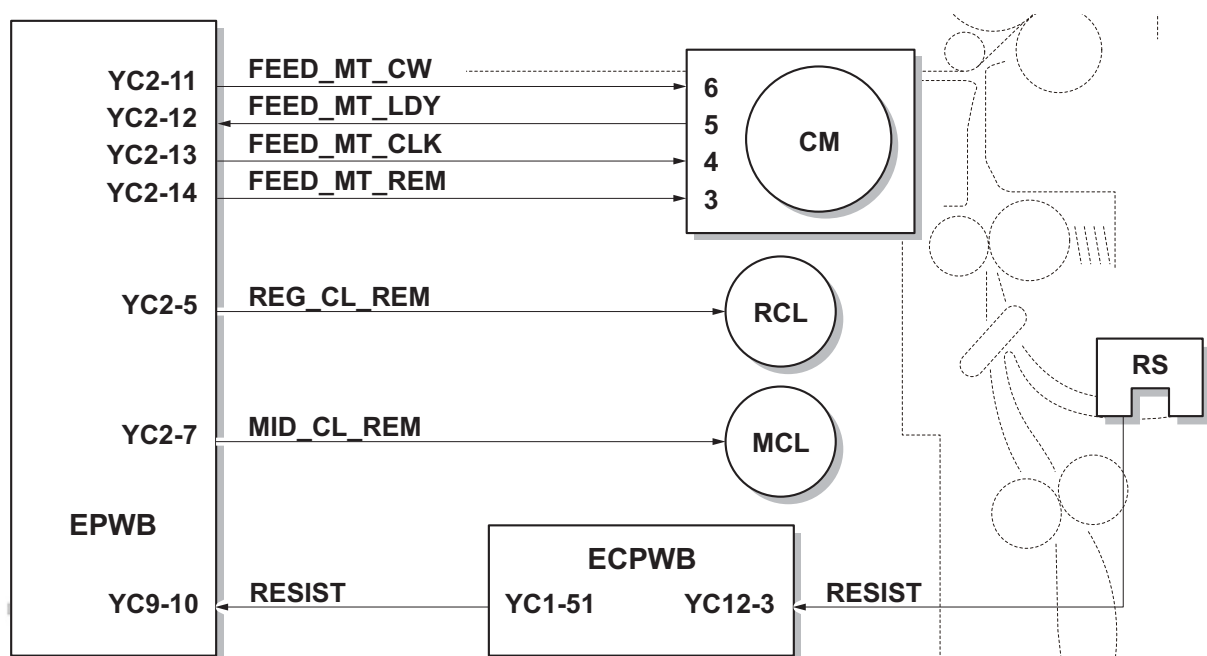 YC2-11 FEED_MT_CW 6
YC2-12 FEED_MT_LDY 5
YC2-13 FEED_MT_CLK 4
YC2-14 FEED_MT_REM 3
CM
YC2-5 REG_CL_REM RCL
RS
YC2-7 MID_CL_REM MCL
EPWB
ECPWB
YC9-10 RESIST YC1-51 YC12-3 RESIST